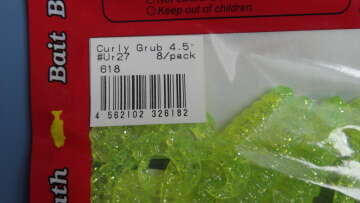 Keep out of children.
Curly Grub 4.5"
#Ur27 8/pack
618
4 562102 326182
Bait B